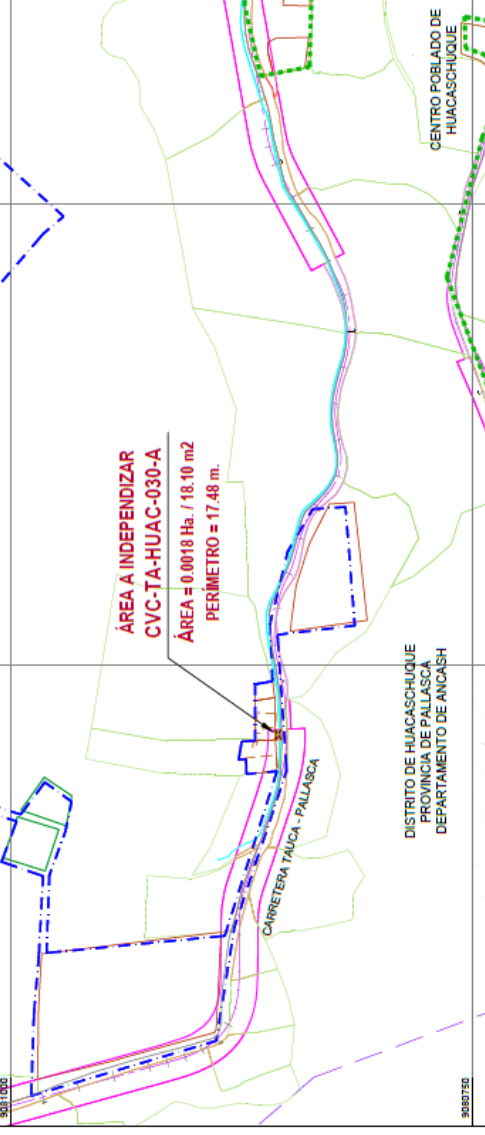 CENTRO POBLADO DE
HUACASCHUQUE
ÁREA A INDEPENDIZAR
CVC-TA-HUAC-030-A
ÁREA = 0.0018 Ha. / 18.10 m2
PERÍMETRO = 17.48 m.
DISTRITO DE HUACASCHUQUE
PROVINCIA DE PALLASCA
DEPARTAMENTO DE ANCASH
CARRETERA TAUCA - PALLASCA
9081000
9080750